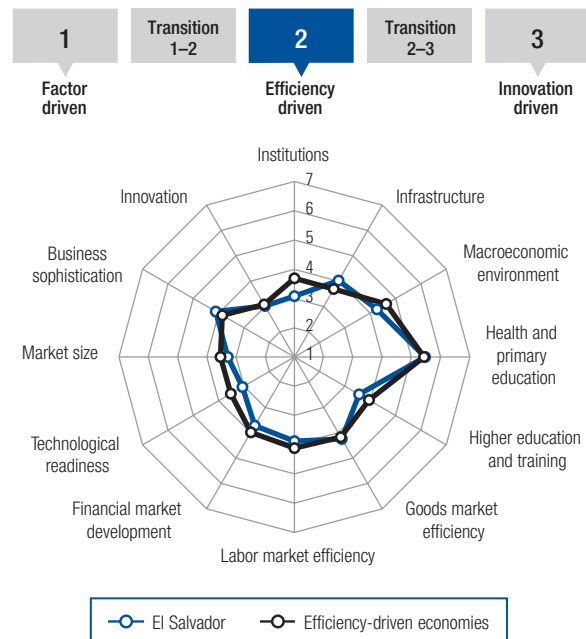 1
Transition
1–2
2
Transition
2–3
3
Factor
driven
Efficiency
driven
Innovation
driven
Institutions
7
Innovation
Infrastructure
6
5
Business
sophistication
Macroeconomic
environment
4
3
2
Market size
1
Health and
primary
education
Technological
readiness
Higher education
and training
Financial market
development
Goods market
efficiency
Labor market efficiency
El Salvador
Efficiency-driven economies